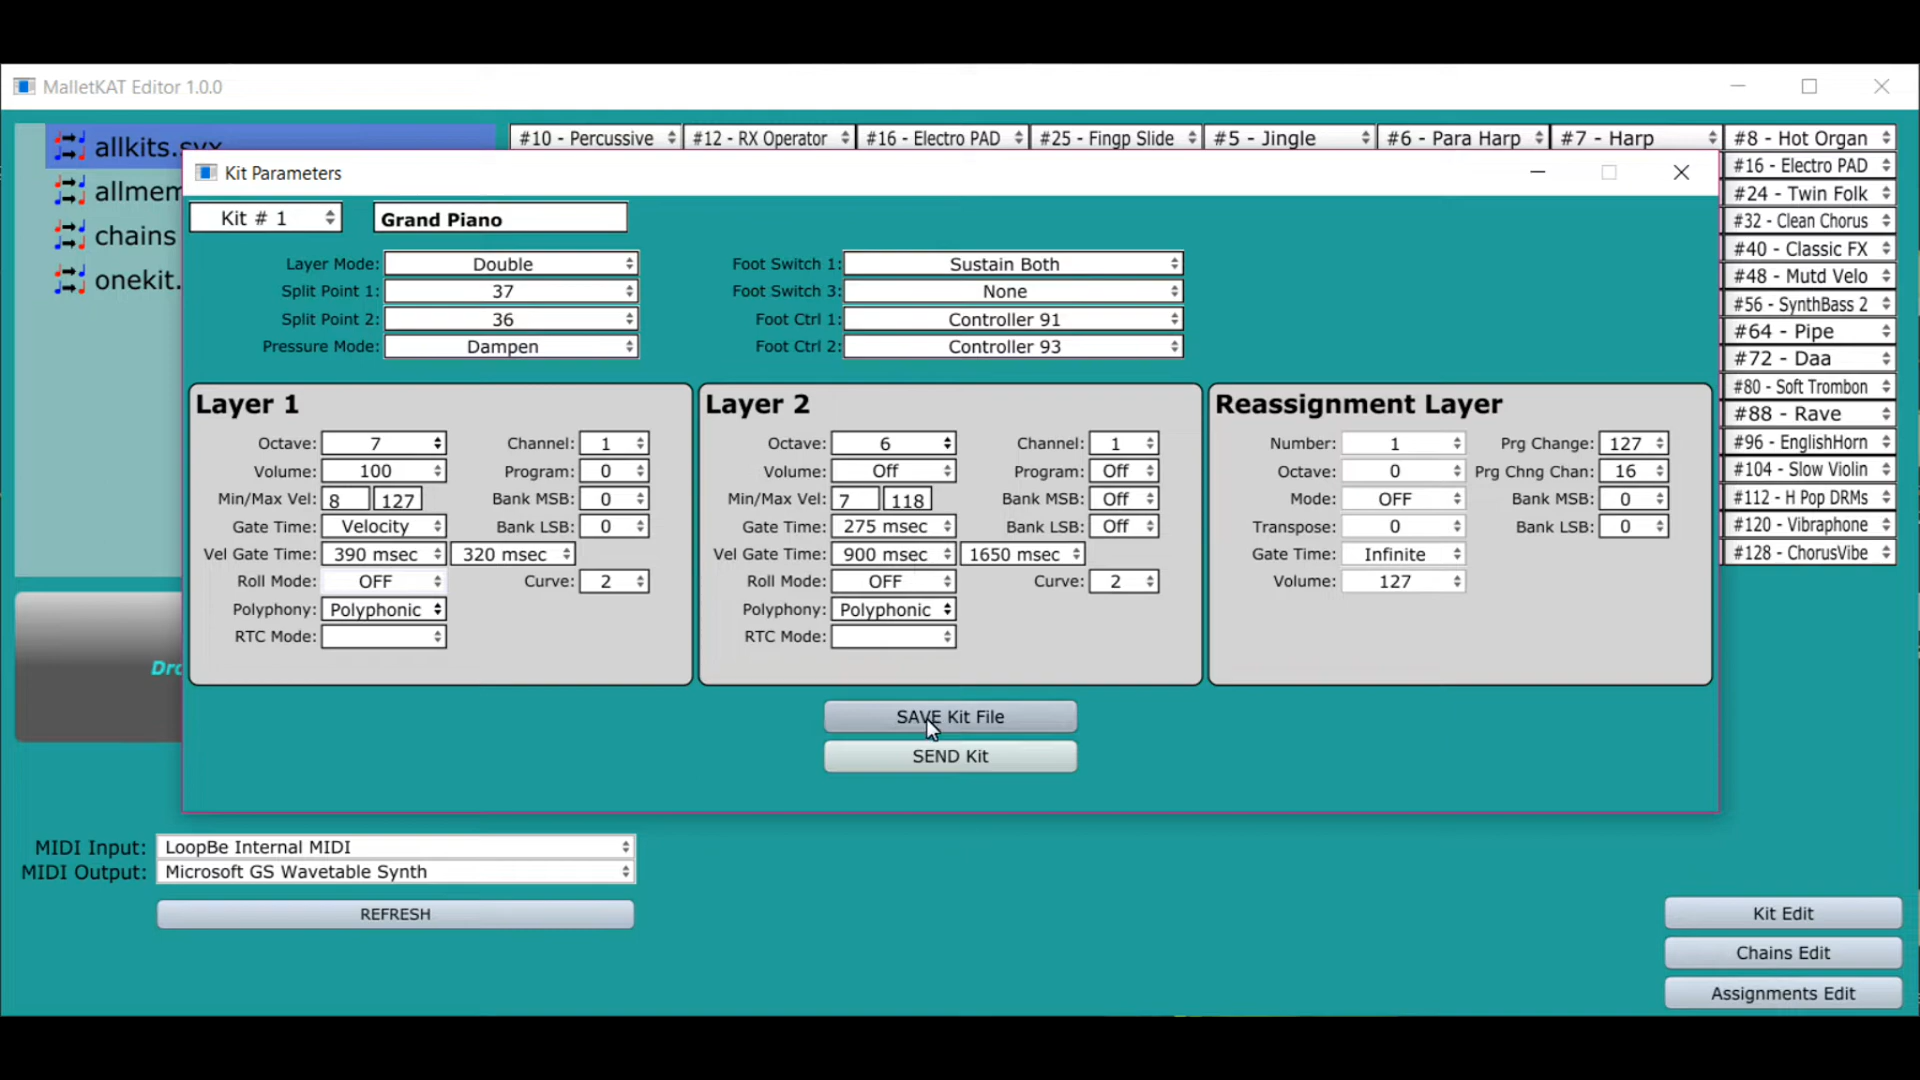 MalletKAT Editor 1.0.0
allkits.syx
allmem
chains
onekit.
#10 - Percussive #12 - RX Operator #16 - Electro PAD #25 - Fingp Slide #5 - Jingle #6 - Para Harp #7 - Harp #8 - Hot Organ
#16 - Electro PAD
#24 - Twin Folk
#32 - Clean Chorus
#40 - Classic FX
#48 - Mutd Velo
#56 - SynthBass 2
#64 - Pipe
#72 - Daa
#80 - Soft Trombon
#88 - Rave
#96 - EnglishHorn
#104 - Slow Violin
#112 - H Pop DRMs
#120 - Vibraphone
#128 - ChorusVibe
Kit Parameters
Kit # 1 Grand Piano
Layer Mode: Double Foot Switch 1: Sustain Both
Split Point 1: 37 Foot Switch 3: None
Split Point 2: 36 Foot Ctrl 1: Controller 91
Pressure Mode: Dampen Foot Ctrl 2: Controller 93
Layer 1
Octave: 7 Channel: 1
Volume: 100 Program: 0
Min/Max Vel: 8 127 Bank MSB: 0
Gate Time: Velocity Bank LSB: 0
Vel Gate Time: 390 msec 320 msec
Roll Mode: OFF Curve: 2
Polyphony: Polyphonic
RTC Mode:
Layer 2
Octave: 6 Channel: 1
Volume: Off Program: Off
Min/Max Vel: 7 118 Bank MSB: Off
Gate Time: 275 msec Bank LSB: Off
Vel Gate Time: 900 msec 1650 msec
Roll Mode: OFF Curve: 2
Polyphony: Polyphonic
RTC Mode:
Reassignment Layer
Number: 1 Prg Change: 127
Octave: 0 Prg Chng Chan: 16
Mode: OFF Bank MSB: 0
Transpose: 0 Bank LSB: 0
Gate Time: Infinite
Volume: 127
SAVE Kit File
SEND Kit
Dro
MIDI Input: LoopBe Internal MIDI
MIDI Output: Microsoft GS Wavetable Synth
REFRESH
Kit Edit
Chains Edit
Assignments Edit